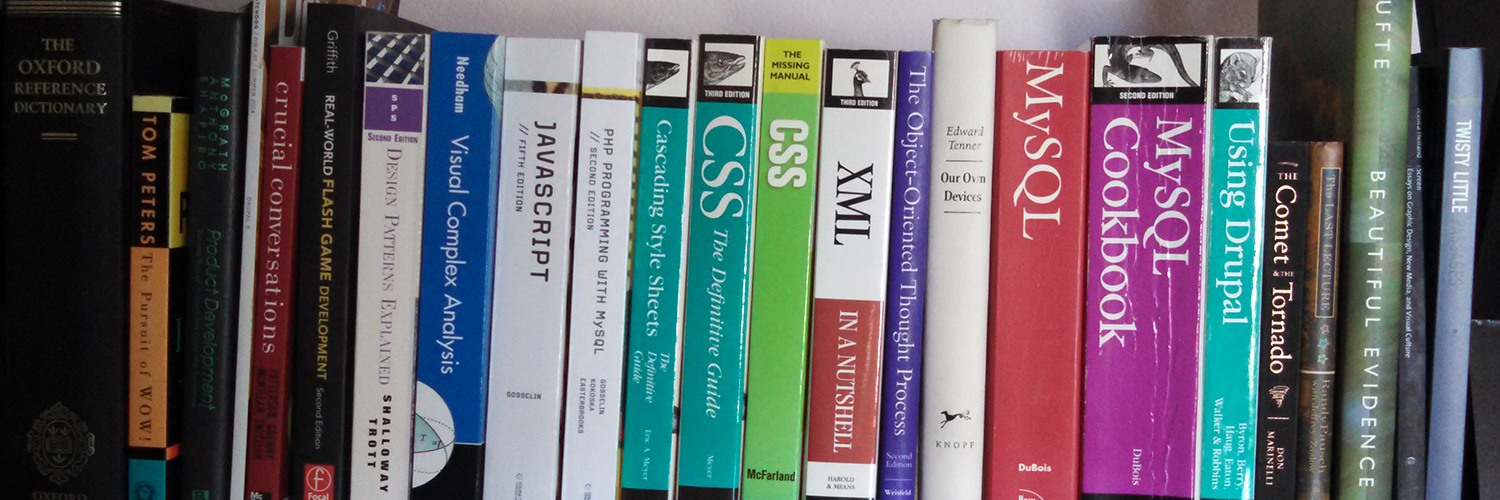 THE
OXFORD
REFERENCE
DICTIONARY
OXFORD
TOM PETERS
The Pursuit of WOW!
McGRATH
ANTHONY
SHAPIRO
Product Development
crucial conversations
Griffith
REAL-WORLD FLASH GAME DEVELOPMENT
Second Edition
Focal
S&S
SECOND EDITION
DESIGN PATTERNS EXPLAINED
SHALLOWAY
TROTT
Needham
Visual Complex Analysis
JAVASCRIPT
// FIFTH EDITION
GOSSELIN
PHP PROGRAMMING WITH MySQL
// SECOND EDITION
GOSSELIN
KOKOSKA
EASTERBROOKS
Cascading Style Sheets
The
Definitive
Guide
Eric A. Meyer
THIRD EDITION
CSS The Definitive Guide
Meyer
THE
MISSING
MANUAL
CSS
McFarland
THIRD EDITION
XML
IN A NUTSHELL
HAROLD
& MEANS
The Object-Oriented Thought Process
Second
Edition
Weisfeld
Edward
Tenner
Our Own
Devices
KNOPF
MySQL
DuBois
SECOND EDITION
MySQL
Cookbook
DuBois
Using Drupal
Byron, Berry,
Haug, Eaton,
Walker & Robbins
THE Comet & THE Tornado
DON
MARINELLI
The LAST LECTURE
Randy Pausch
UFTE
BEAUTIFUL EVIDENCE
Screen
Essays on Graphic Design, New Media, and Visual Culture
TWISTY LITTLE